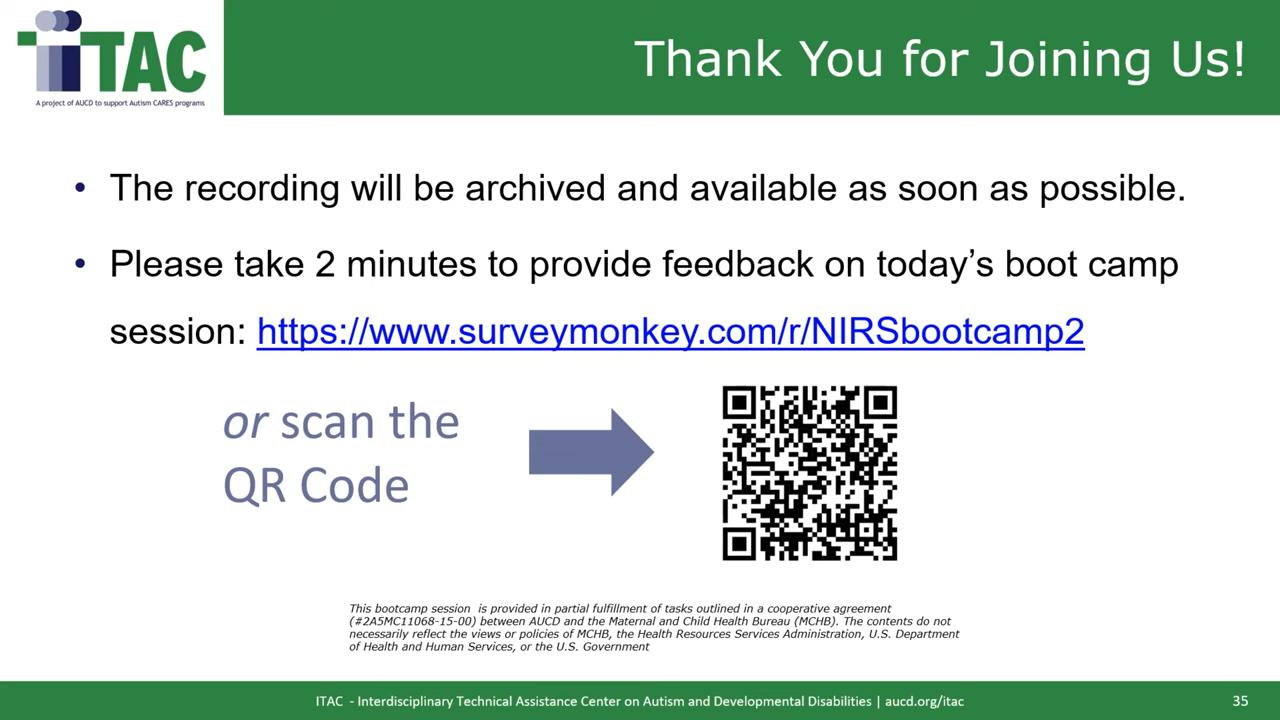 iTAC
A project of AUCD to support Autism CARES programs
Thank You for Joining Us!
• The recording will be archived and available as soon as possible.
• Please take 2 minutes to provide feedback on today’s boot camp
session: https://www.surveymonkey.com/r/NIRSbootcamp2
or scan the
QR Code
This bootcamp session is provided in partial fulfillment of tasks outlined in a cooperative agreement
(#2A5MC11068-15-00) between AUCD and the Maternal and Child Health Bureau (MCHB). The contents do not
necessarily reflect the views or policies of MCHB, the Health Resources Services Administration, U.S. Department
of Health and Human Services, or the U.S. Government
ITAC - Interdisciplinary Technical Assistance Center on Autism and Developmental Disabilities | aucd.org/itac
35